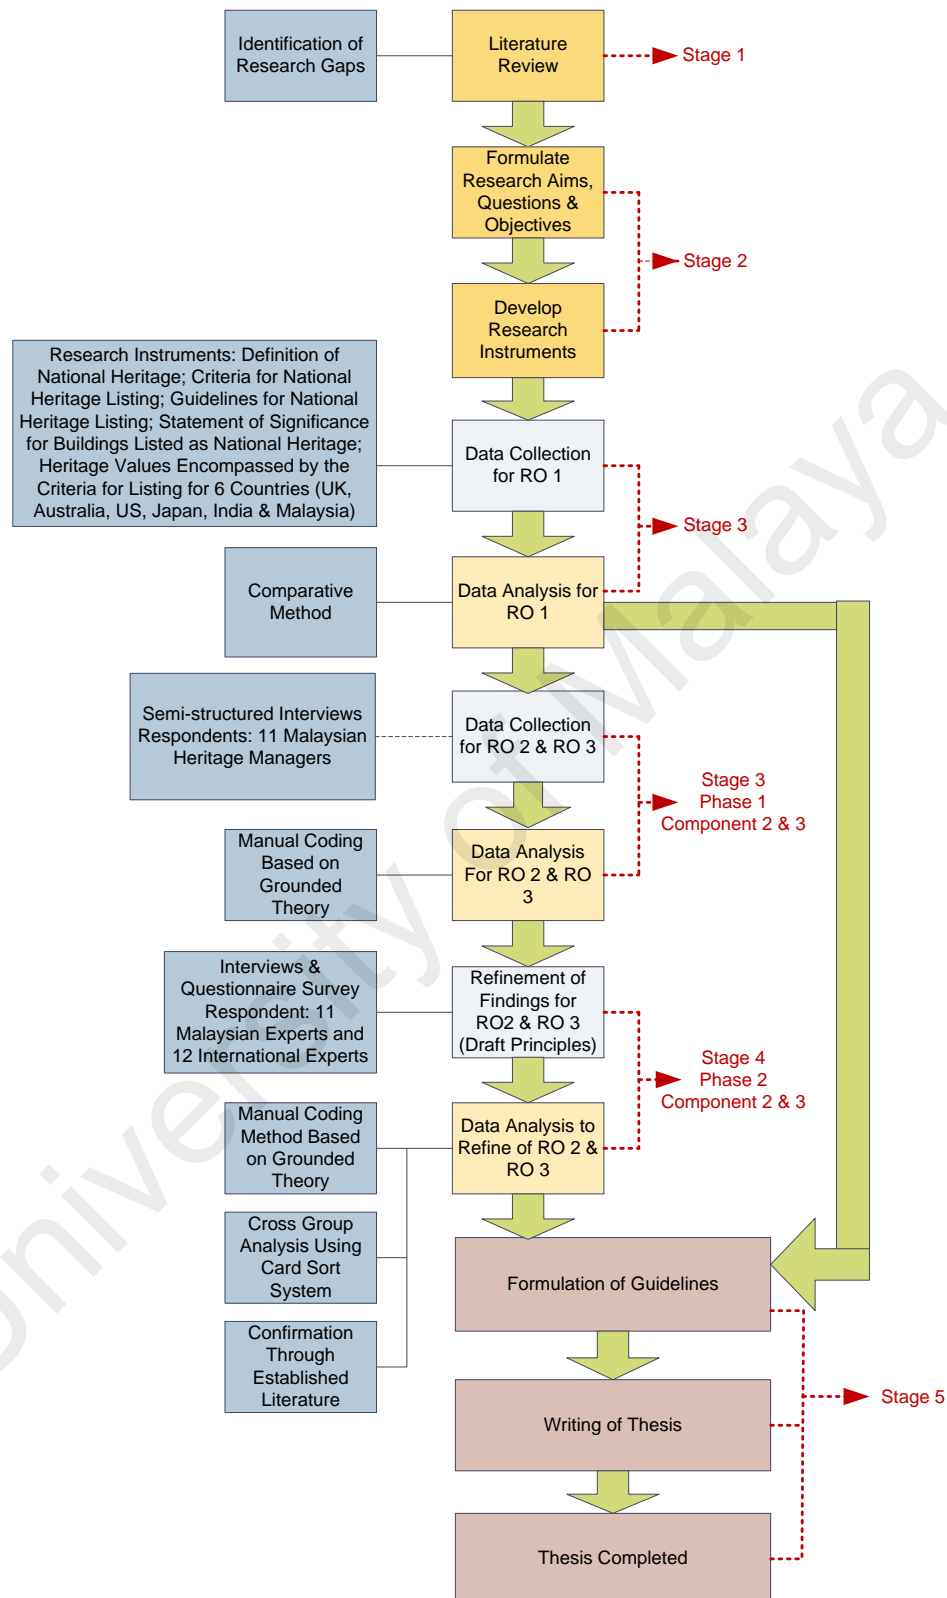 Identification of
Research Gaps
Literature
Review
Stage 1
Formulate
Research Aims,
Questions &
Objectives
Stage 2
Develop
Research
Instruments
Research Instruments: Definition of
National Heritage; Criteria for National
Heritage Listing; Guidelines for National
Heritage Listing; Statement of Significance
for Buildings Listed as National Heritage;
Heritage Values Encompassed by the
Criteria for Listing for 6 Countries (UK,
Australia, US, Japan, India & Malaysia)
Data Collection
for RO 1
Stage 3
Comparative
Method
Data Analysis for
RO 1
Semi-structured Interviews
Respondents: 11 Malaysian
Heritage Managers
Data Collection
for RO 2 & RO 3
Stage 3
Phase 1
Component 2 & 3
Manual Coding
Based on
Grounded
Theory
Data Analysis
For RO 2 & RO
3
Interviews &
Questionnaire Survey
Respondent: 11
Malaysian Experts and
12 International Experts
Refinement of
Findings for
RO2 & RO 3
(Draft Principles)
Stage 4
Phase 2
Component 2 & 3
Manual Coding
Method Based
on Grounded
Theory
Data Analysis to
Refine of RO 2 &
RO 3
Cross Group
Analysis Using
Card Sort
System
Formulation of Guidelines
Confirmation
Through
Established
Literature
Stage 5
Writing of Thesis
Thesis Completed
University of Malaya